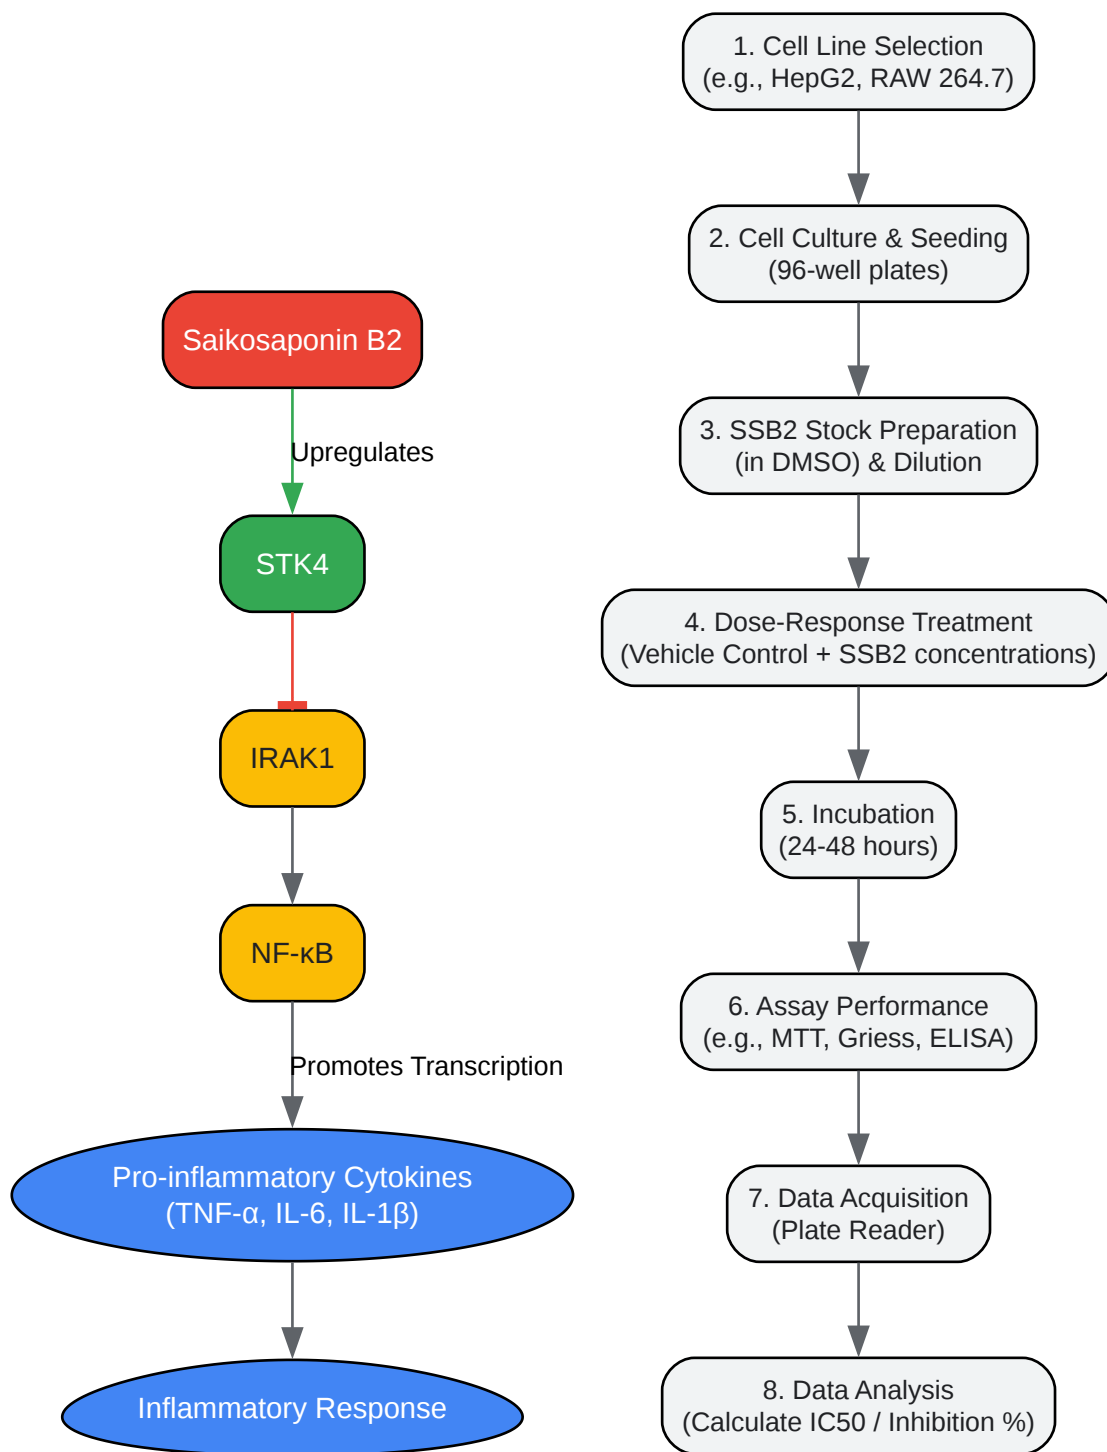 Saikosaponin B2
Upregulates
STK4
IRAK1
NF-κB
Promotes Transcription
Pro-inflammatory Cytokines
(TNF-α, IL-6, IL-1β)
Inflammatory Response
1. Cell Line Selection
(e.g., HepG2, RAW 264.7)
2. Cell Culture & Seeding
(96-well plates)
3. SSB2 Stock Preparation
(in DMSO) & Dilution
4. Dose-Response Treatment
(Vehicle Control + SSB2 concentrations)
5. Incubation
(24-48 hours)
6. Assay Performance
(e.g., MTT, Griess, ELISA)
7. Data Acquisition
(Plate Reader)
8. Data Analysis
(Calculate IC50 / Inhibition %)